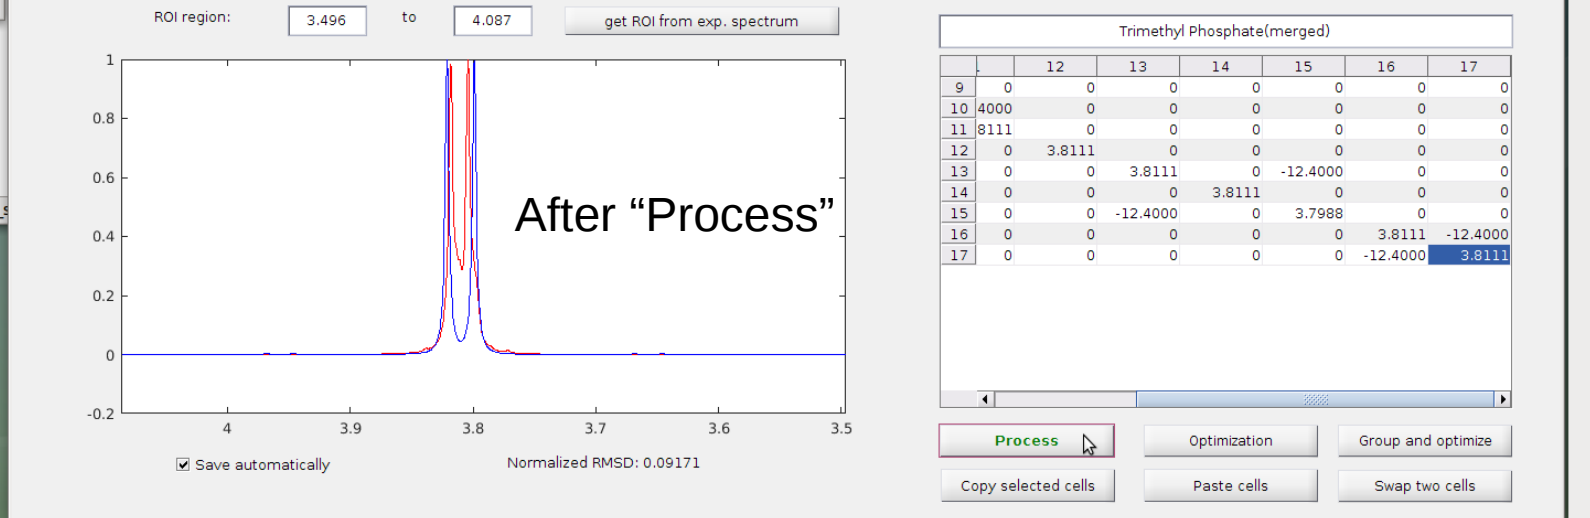 ROI region: 3.496 to 4.087 get ROI from exp. spectrum
Trimethyl Phosphate(merged)
12 13 14 15 16 17
9 0 0 0 0 0 0 0
10 4000 0 0 0 0 0 0
11 8111 0 0 0 0 0 0
12 0 3.8111 0 0 0 0 0
13 0 0 3.8111 0 -12.4000 0 0
14 0 0 0 3.8111 0 0 0
15 0 0 -12.4000 0 3.7988 0 0
16 0 0 0 0 0 3.8111 -12.4000
17 0 0 0 0 0 -12.4000 3.8111
1
0.8
0.6
0.4
0.2
0
-0.2
4 3.9 3.8 3.7 3.6 3.5
After “Process”
Save automatically Normalized RMSD: 0.09171
Process Optimization Group and optimize
Copy selected cells Paste cells Swap two cells